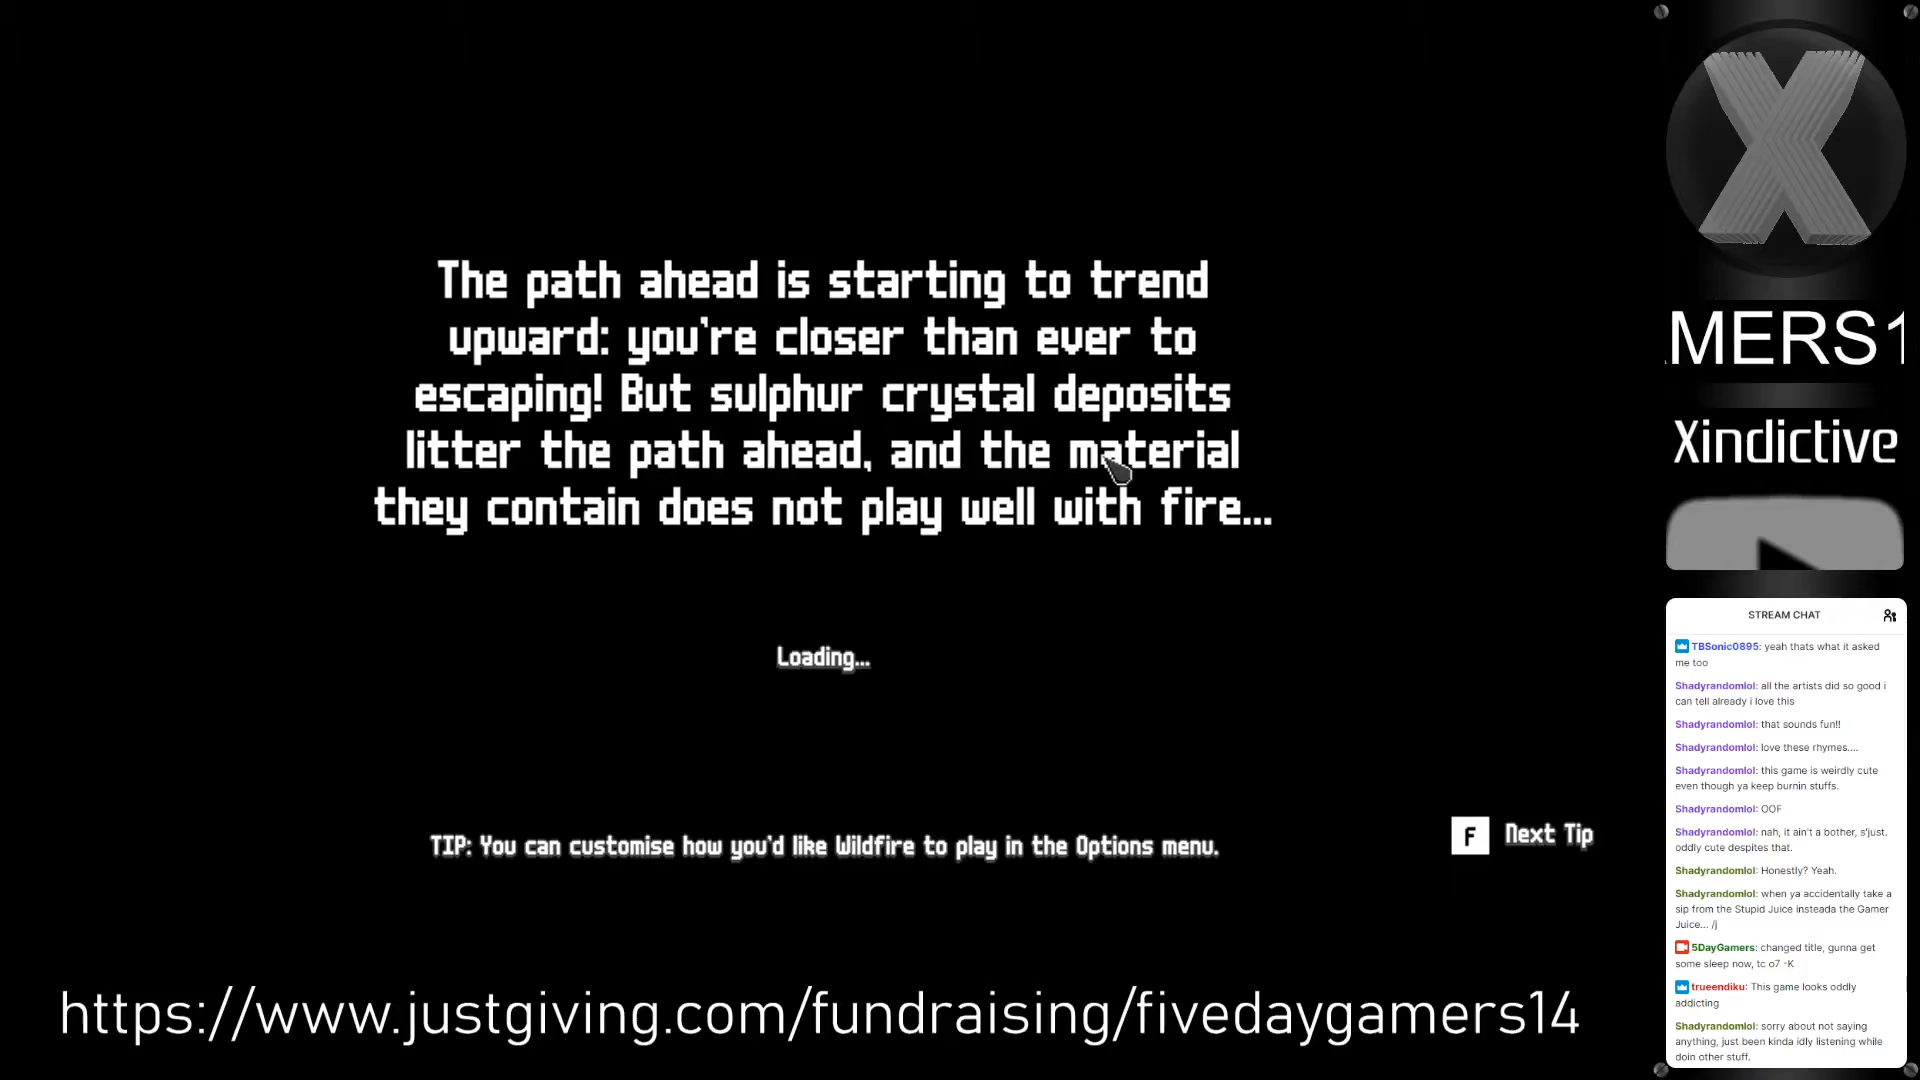 The path ahead is starting to trend
upward: you're closer than ever to
escaping! But sulphur crystal deposits
litter the path ahead, and the material
they contain does not play well with fire...
Loading...
TIP: You can customise how you'd like Wildfire to play in the Options menu.
F Next Tip
https://www.justgiving.com/fundraising/fivedaygamers14
X
MERS1
Xindictive
STREAM CHAT
TBSonic0895: yeah thats what it asked
me too
Shadyrandomlol: all the artists did so good i
can tell already i love this
Shadyrandomlol: that sounds fun!!
Shadyrandomlol: love these rhymes....
Shadyrandomlol: this game is weirdly cute
even though ya keep burnin stuffs.
Shadyrandomlol: OOF
Shadyrandomlol: nah, it ain't a bother, s'just.
oddly cute despites that.
Shadyrandomlol: Honestly? Yeah.
Shadyrandomlol: when ya accidentally take a
sip from the Stupid Juice insteada the Gamer
Juice... /j
5DayGamers: changed title, gunna get
some sleep now, tc o7 -K
trueendiku: This game looks oddly
addicting
Shadyrandomlol: sorry about not saying
anything, just been kinda idly listening while
doin other stuff.